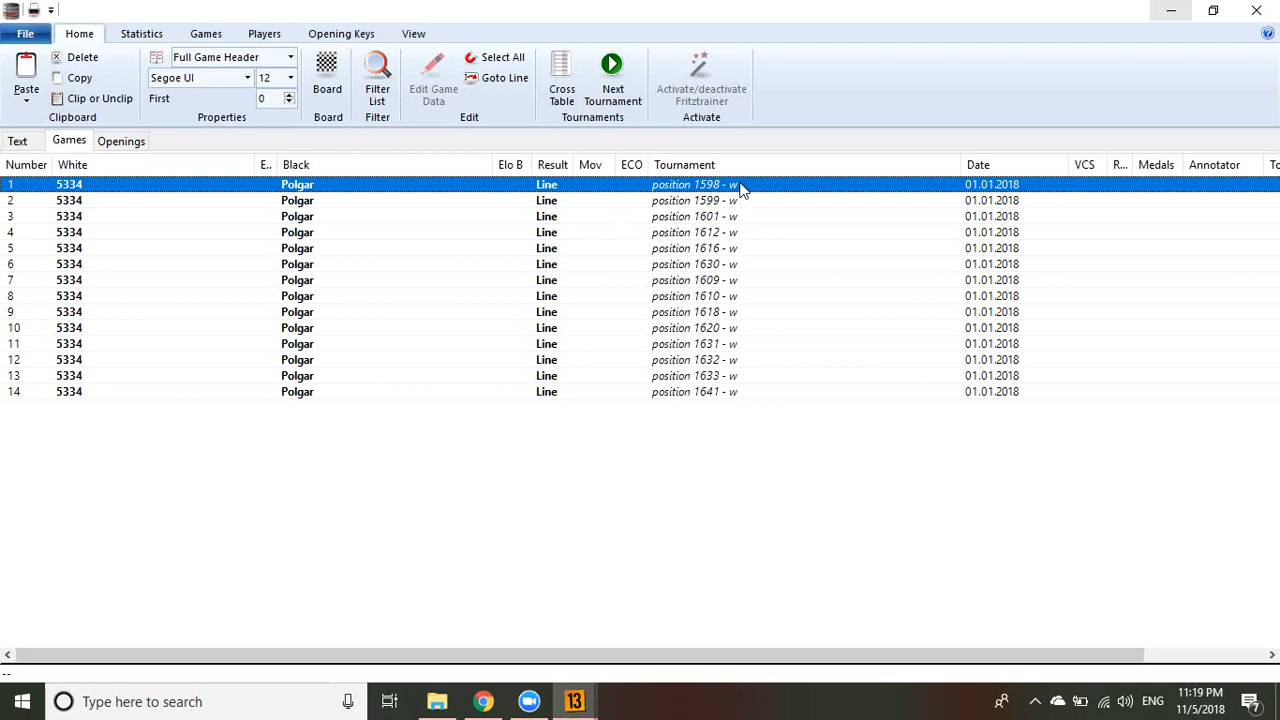 File Home Statistics Games Players Opening Keys View
Paste Delete Copy Clip or Unclip Clipboard
Full Game Header Segoe UI 12 First 0 Properties
Board Board
Filter List Filter
Edit Game Data Select All Goto Line Edit
Cross Table Next Tournament Tournaments
Activate/deactivate Fritztrainer Activate
Text Games Openings
Number White E.. Black Elo B Result Mov ECO Tournament Date VCS R... Medals Annotator To
1 5334 Polgar Line position 1598 - w 01.01.2018
2 5334 Polgar Line position 1599 - w 01.01.2018
3 5334 Polgar Line position 1601 - w 01.01.2018
4 5334 Polgar Line position 1612 - w 01.01.2018
5 5334 Polgar Line position 1616 - w 01.01.2018
6 5334 Polgar Line position 1630 - w 01.01.2018
7 5334 Polgar Line position 1609 - w 01.01.2018
8 5334 Polgar Line position 1610 - w 01.01.2018
9 5334 Polgar Line position 1618 - w 01.01.2018
10 5334 Polgar Line position 1620 - w 01.01.2018
11 5334 Polgar Line position 1631 - w 01.01.2018
12 5334 Polgar Line position 1632 - w 01.01.2018
13 5334 Polgar Line position 1633 - w 01.01.2018
14 5334 Polgar Line position 1641 - w 01.01.2018
--
Type here to search 13 ENG 11:19 PM
11/5/2018 7